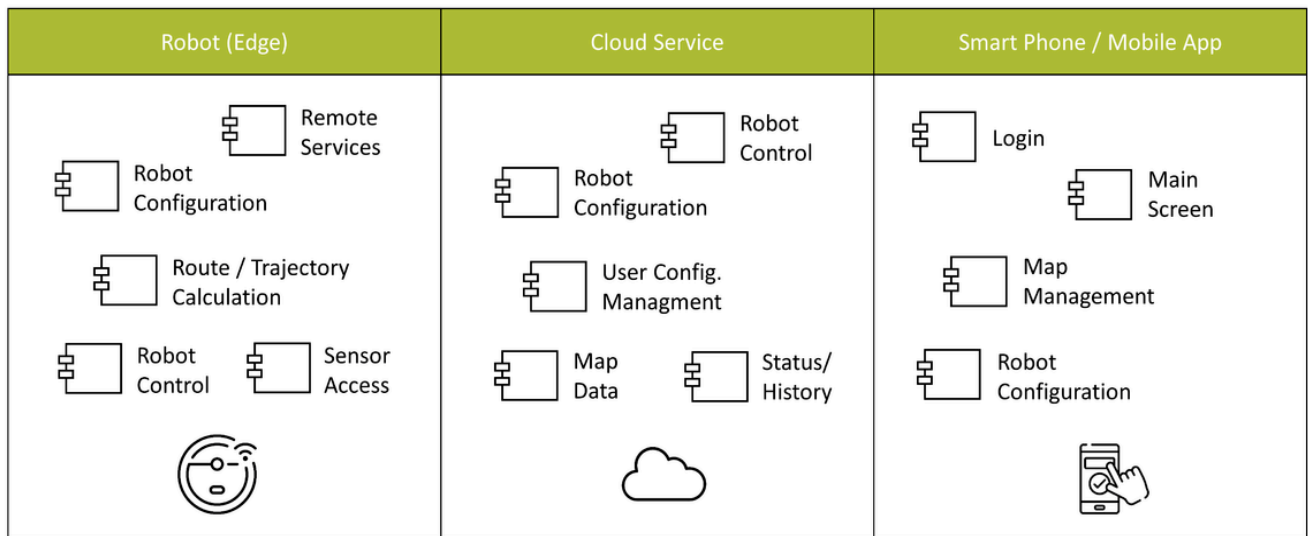 Robot (Edge)
Cloud Service
Smart Phone / Mobile App
Remote
Services
Robot
Configuration
Route / Trajectory
Calculation
Robot
Control
Sensor
Access
Robot
Control
Robot
Configuration
User Config.
Managment
Map
Data
Status/
History
Login
Main
Screen
Map
Management
Robot
Configuration